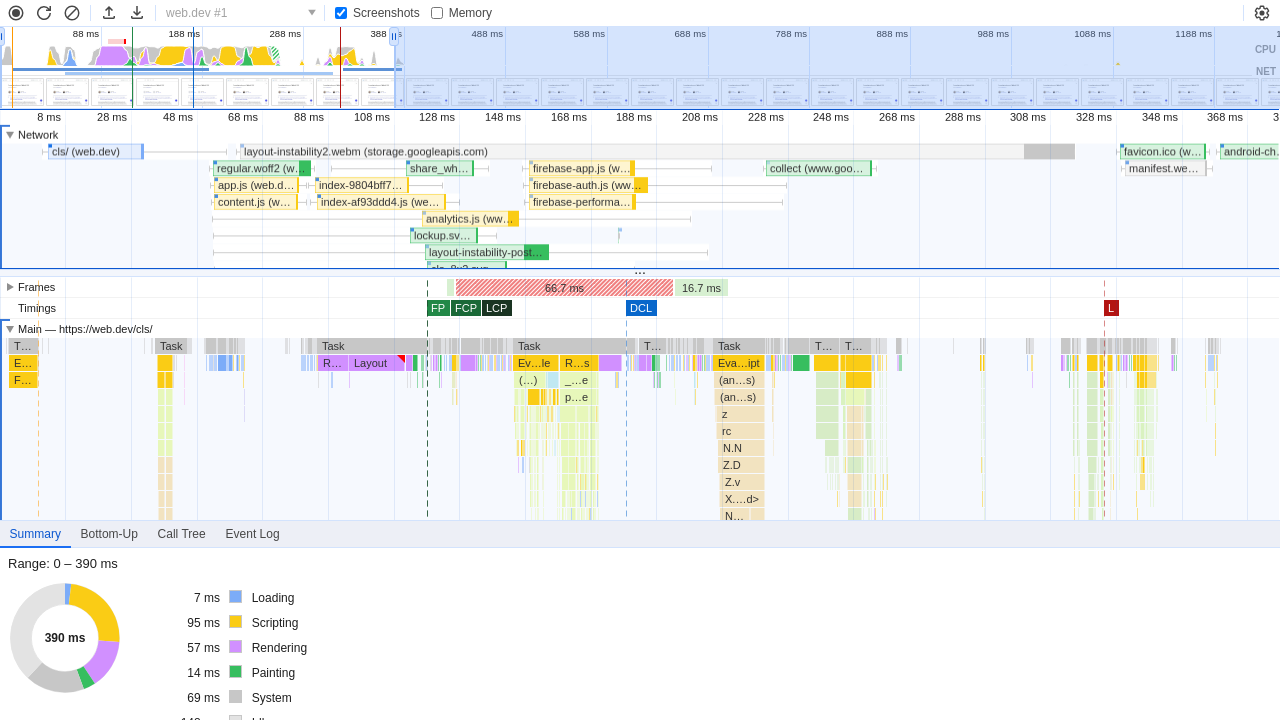 web.dev #1 Screenshots Memory
88 ms 188 ms 288 ms 388 488 ms 588 ms 688 ms 788 ms 888 ms 988 ms 1088 ms 1188 ms 1
CPU
NET
8 ms 28 ms 48 ms 68 ms 88 ms 108 ms 128 ms 148 ms 168 ms 188 ms 208 ms 228 ms 248 ms 268 ms 288 ms 308 ms 328 ms 348 ms 368 ms 3
Network
cls/ (web.dev) layout-instability2.webm (storage.googleapis.com) favicon.ico (w… android-ch…
regular.woff2 (w… share_wh… firebase-app.js (w… collect (www.goo… manifest.we…
app.js (web.d… index-9804bff7… firebase-auth.js (ww…
content.js (w… index-af93ddd4.js (we… firebase-performa…
analytics.js (ww…
lockup.sv…
layout-instability-post…
...
Frames 66.7 ms 16.7 ms
Timings FP FCP LCP DCL L
Main — https://web.dev/cls/
T… Task Task Task T… Task T… T…
E… R… Layout Ev…le R…s Eva…ipt
F… (…) _…e (an…s)
p…e (an…s)
z
rc
N.N
Z.D
Z.v
X.…d>
N…
Summary Bottom-Up Call Tree Event Log
Range: 0 – 390 ms
390 ms
7 ms Loading
95 ms Scripting
57 ms Rendering
14 ms Painting
69 ms System